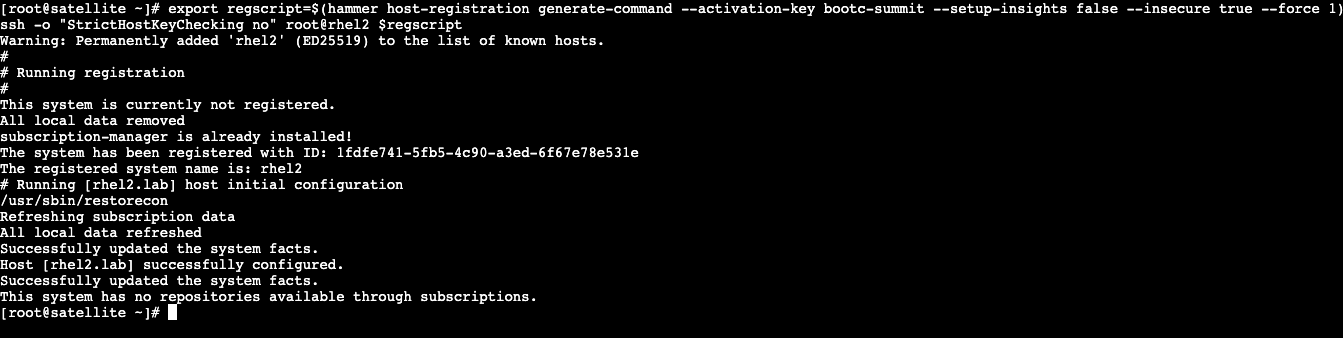 [root@satellite ~]# export regscript=$(hammer host-registration generate-command --activation-key bootc-summit --setup-insights false --insecure true --force 1)
ssh -o "StrictHostKeyChecking no" root@rhel2 $regscript
Warning: Permanently added 'rhel2' (ED25519) to the list of known hosts.
#
# Running registration
#
This system is currently not registered.
All local data removed
subscription-manager is already installed!
The system has been registered with ID: 1fdfe741-5fb5-4c90-a3ed-6f67e78e531e
The registered system name is: rhel2
# Running [rhel2.lab] host initial configuration
/usr/sbin/restorecon
Refreshing subscription data
All local data refreshed
Successfully updated the system facts.
Host [rhel2.lab] successfully configured.
Successfully updated the system facts.
This system has no repositories available through subscriptions.
[root@satellite ~]#